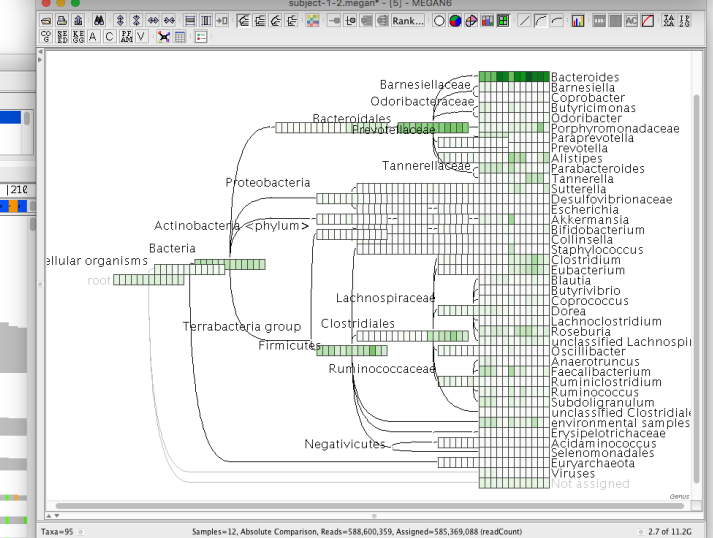 subject-1-2.megan* - [5] - MEGAN6
Rank...
AC
A C
V
|210
Bacteroides
Barnesiellaceae
Barnesiella
Coprobacter
Odoribacteraceae
Butyricimonas
Odoribacter
Bacteroidales
Porphyromonadaceae
Prevotellaceae
Paraprevotella
Prevotella
Alistipes
Tannerellaceae
Parabacteroides
Tannerella
Proteobacteria
Sutterella
Desulfovibrionaceae
Escherichia
Akkermansia
Actinobacteria <phylum>
Bifidobacterium
Collinsella
Staphylococcus
Bacteria
ellular organisms
Clostridium
Eubacterium
root
Blautia
Butyrivibrio
Lachnospiraceae
Coprococcus
Dorea
Lachnoclostridium
Terrabacteria group
Clostridiales
Roseburia
unclassified Lachnospi
Firmicutes
Oscillibacter
Anaerotruncus
Ruminococcaceae
Faecalibacterium
Ruminiclostridium
Ruminococcus
Subdoligranulum
unclassified Clostridiale
environmental samples
Erysipelotrichaceae
Negativicutes
Acidaminococcus
Selenomonadales
Euryarchaeota
Viruses
Not assigned
Genus
Taxa=95
Samples=12, Absolute Comparison, Reads=588,600,359, Assigned=585,369,088 (readCount)
2.7 of 11.2G